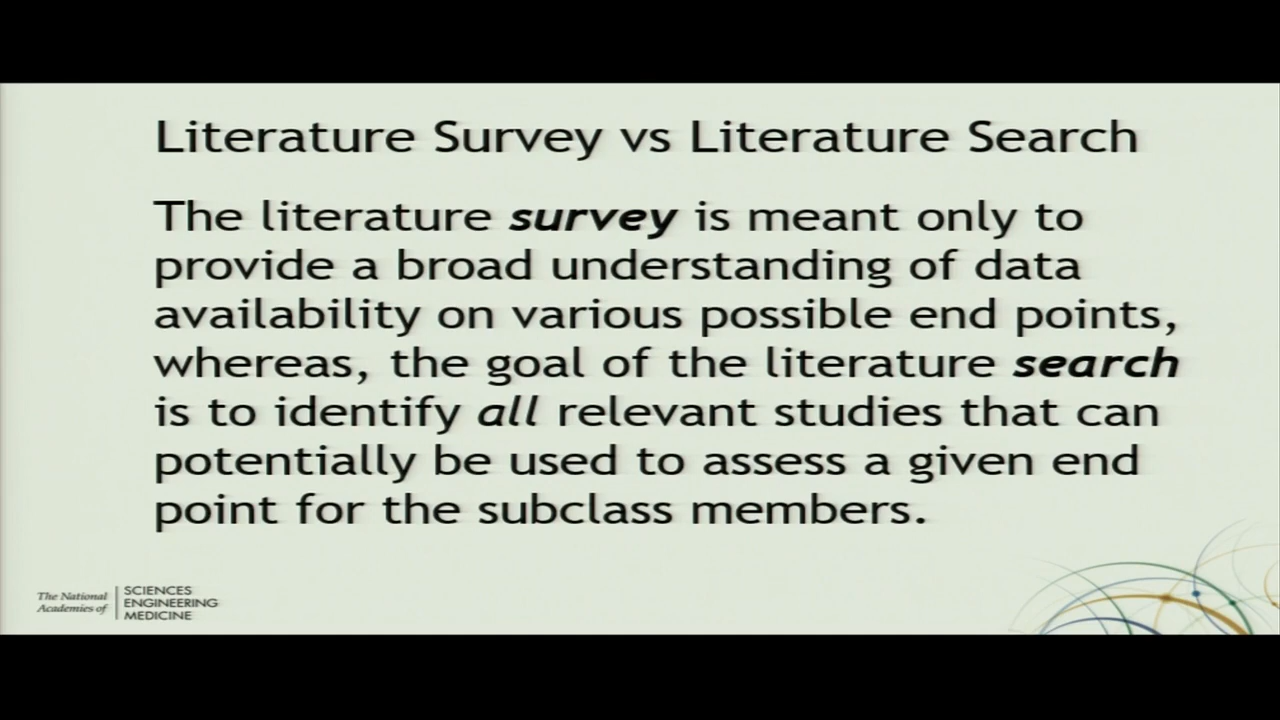 Literature Survey vs Literature Search
The literature survey is meant only to
provide a broad understanding of data
availability on various possible end points,
whereas, the goal of the literature search
is to identify all relevant studies that can
potentially be used to assess a given end
point for the subclass members.
The National
Academies of
SCIENCES
ENGINEERING
MEDICINE